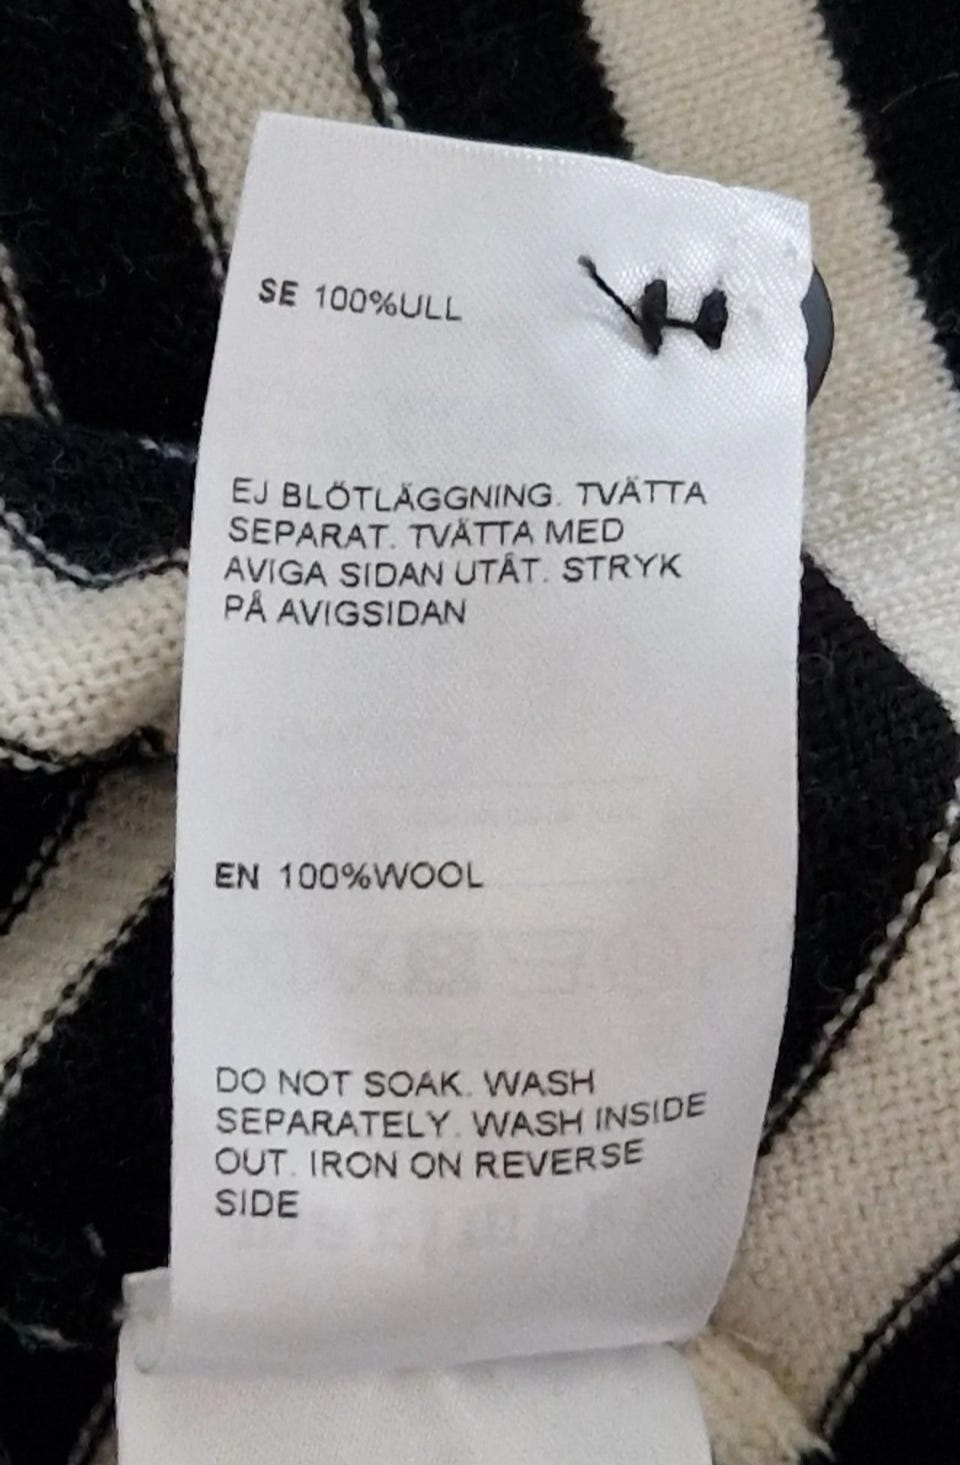 SE 100%ULL
EJ BLÖTLÄGGNING. TVÄTTA
SEPARAT. TVÄTTA MED
AVIGA SIDAN UTÅT. STRYK
PÅ AVIGSIDAN
EN 100%WOOL
DO NOT SOAK. WASH
SEPARATELY. WASH INSIDE
OUT. IRON ON REVERSE
SIDE